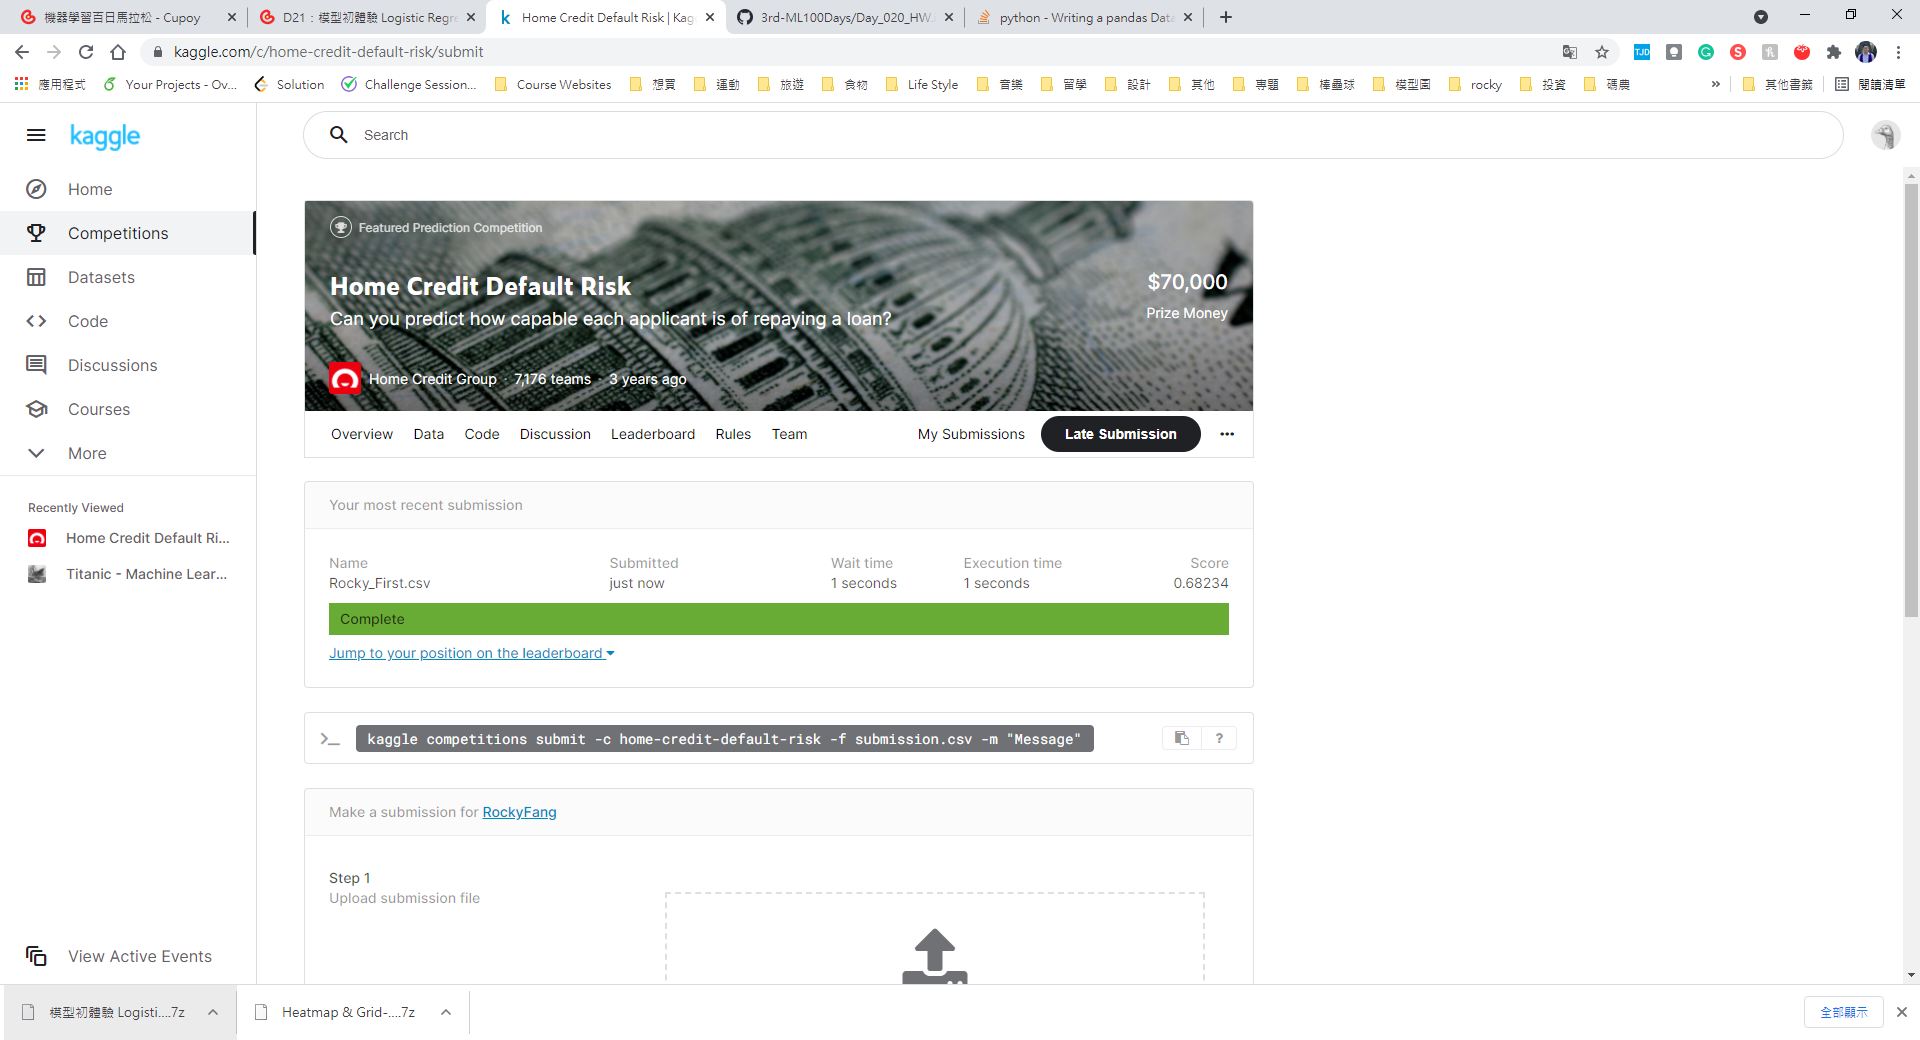 機器學習百日馬拉松 - Cupoy
D21：模型初體驗 Logistic Regre
Home Credit Default Risk | Kag
3rd-ML100Days/Day_020_HW.
python - Writing a pandas Data
kaggle.com/c/home-credit-default-risk/submit
應用程式
Your Projects - Ov...
Solution
Challenge Session...
Course Websites
想買
運動
旅遊
食物
Life Style
音樂
留學
設計
其他
專題
棒壘球
模型園
rocky
投資
碼農
»
其他書籤
閱讀清單
kaggle
Search
Home
Competitions
Datasets
Code
Discussions
Courses
More
Recently Viewed
Home Credit Default Ri...
Titanic - Machine Lear...
View Active Events
Featured Prediction Competition
Home Credit Default Risk
Can you predict how capable each applicant is of repaying a loan?
$70,000
Prize Money
Home Credit Group · 7,176 teams · 3 years ago
Overview Data Code Discussion Leaderboard Rules Team My Submissions Late Submission
Your most recent submission
Name Submitted Wait time Execution time Score
Rocky_First.csv just now 1 seconds 1 seconds 0.68234
Complete
Jump to your position on the leaderboard
>_ kaggle competitions submit -c home-credit-default-risk -f submission.csv -m "Message" ?
Make a submission for RockyFang
Step 1
Upload submission file
模型初體驗 Logisti....7z
Heatmap & Grid-....7z
全部顯示